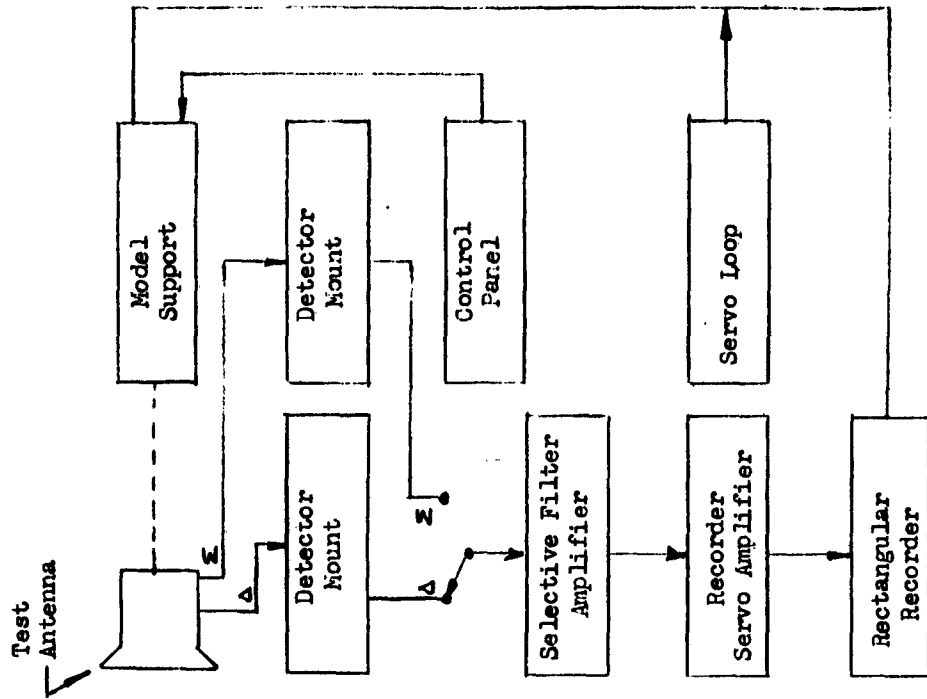 Test
Antenna
Model
Support
Σ
Δ
Detector
Mount
Detector
Mount
Control
Panel
Δ
Σ
Selective Filter
Amplifier
Recorder
Servo Amplifier
Servo Loop
Rectangular
Recorder